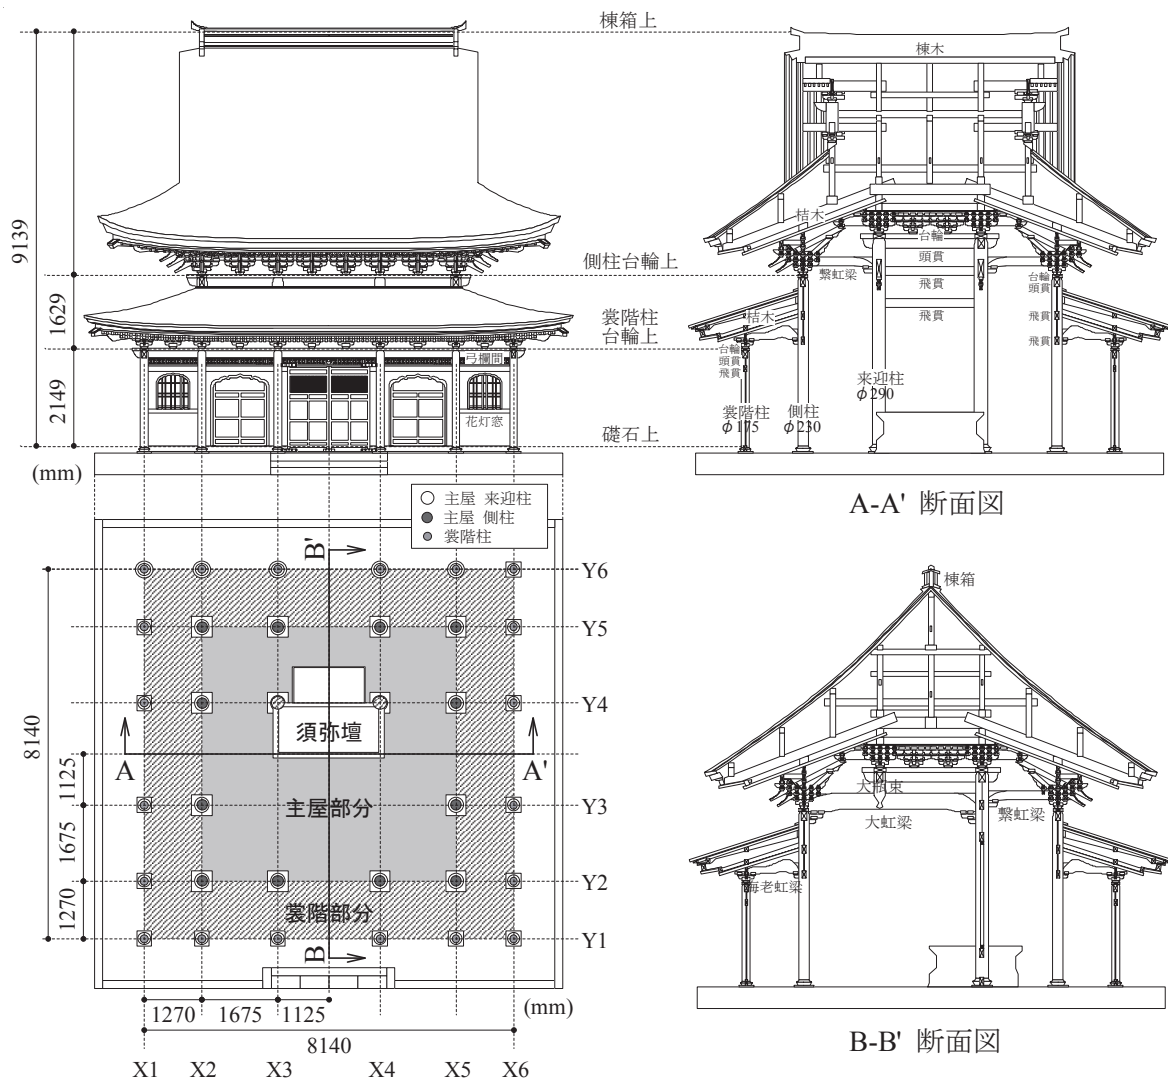 棟箱上
9139
側柱台輪上
1629
裳階柱
台輪上
2149
弓欄間
花灯窓
礎石上
(mm)
棟木
桔木
台輪
頭貫
繋虹梁
飛貫
飛貫
台輪
頭貫
飛貫
飛貫
桔木
台輪
頭貫
飛貫
来迎柱
φ290
裳階柱
φ175
側柱
φ230
A-A' 断面図
主屋 来迎柱
主屋 側柱
裳階柱
B'
Y6
Y5
Y4
須弥壇
A
A'
8140
1125
主屋部分
Y3
1675
Y2
1270
裳階部分
B
Y1
(mm)
1270
1675
1125
8140
X1
X2
X3
X4
X5
X6
棟箱
大瓶束
大虹梁
繋虹梁
海老虹梁
B-B' 断面図